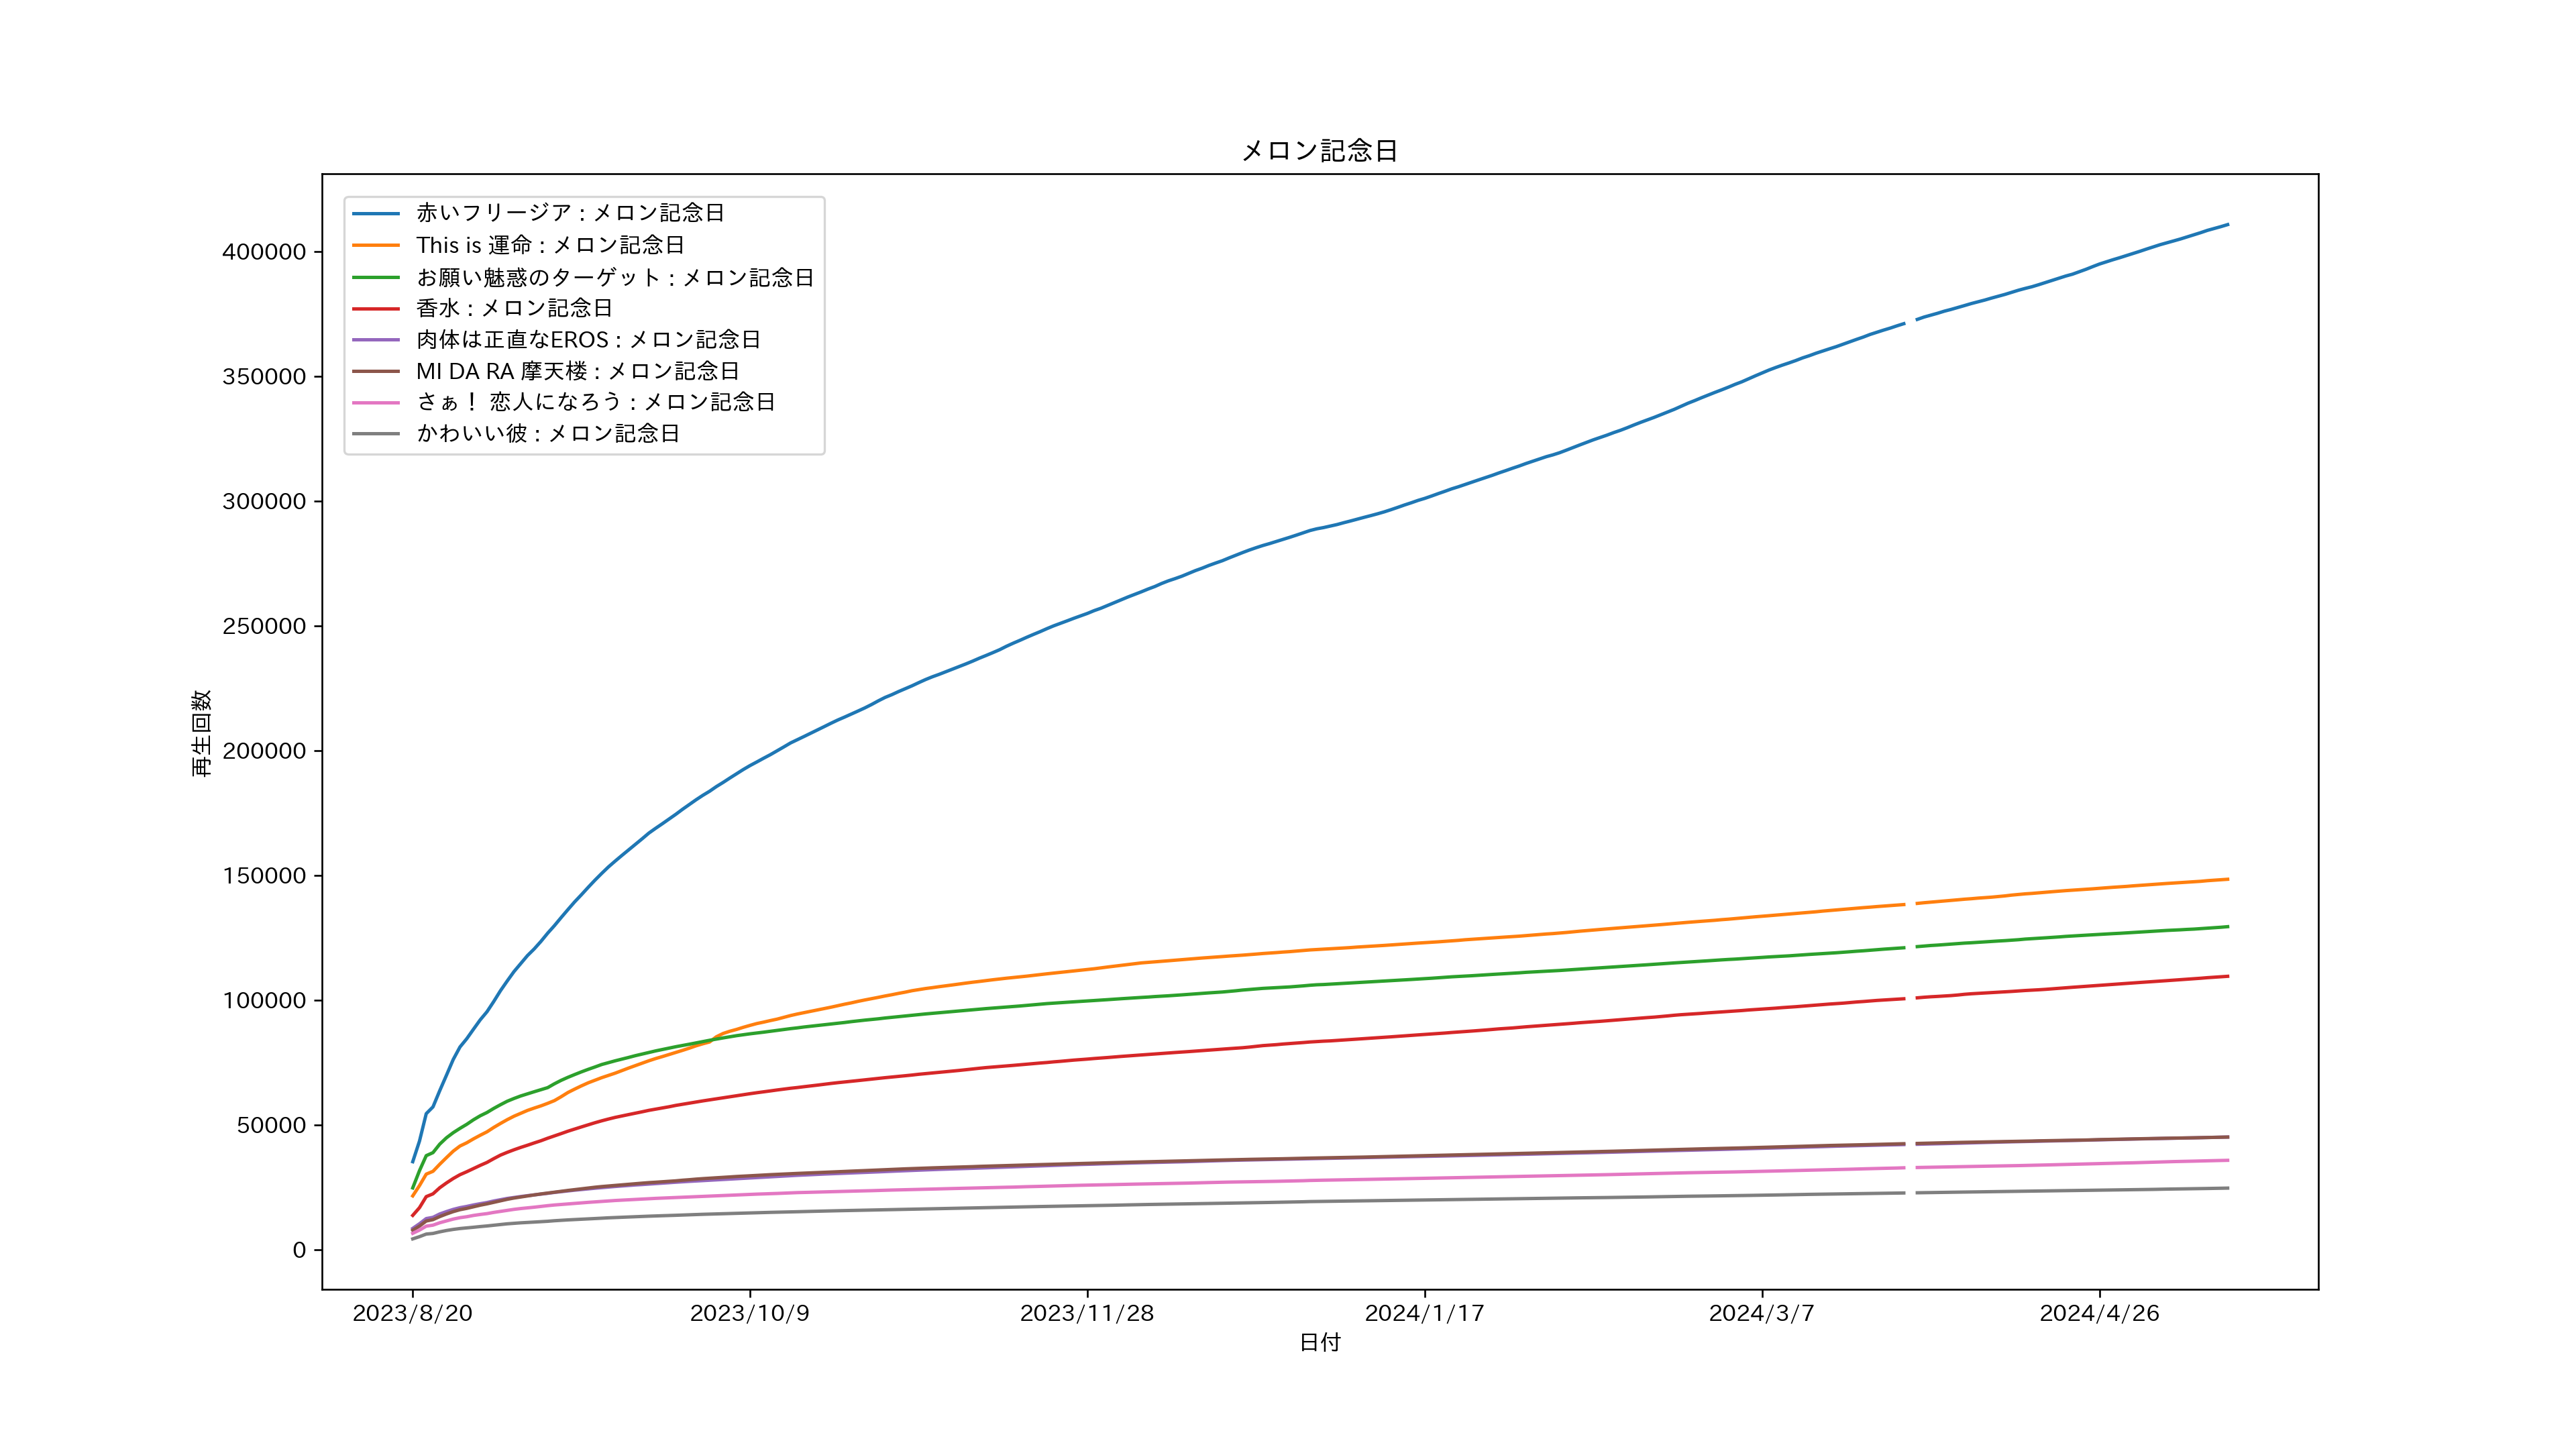 メロン記念日
赤いフリージア : メロン記念日
This is 運命 : メロン記念日
お願い魅惑のターゲット : メロン記念日
香水 : メロン記念日
肉体は正直なEROS : メロン記念日
MI DA RA 摩天楼 : メロン記念日
さぁ！ 恋人になろう : メロン記念日
かわいい彼 : メロン記念日
400000
350000
300000
250000
200000
150000
100000
50000
0
再生回数
2023/8/20 2023/10/9 2023/11/28 2024/1/17 2024/3/7 2024/4/26
日付